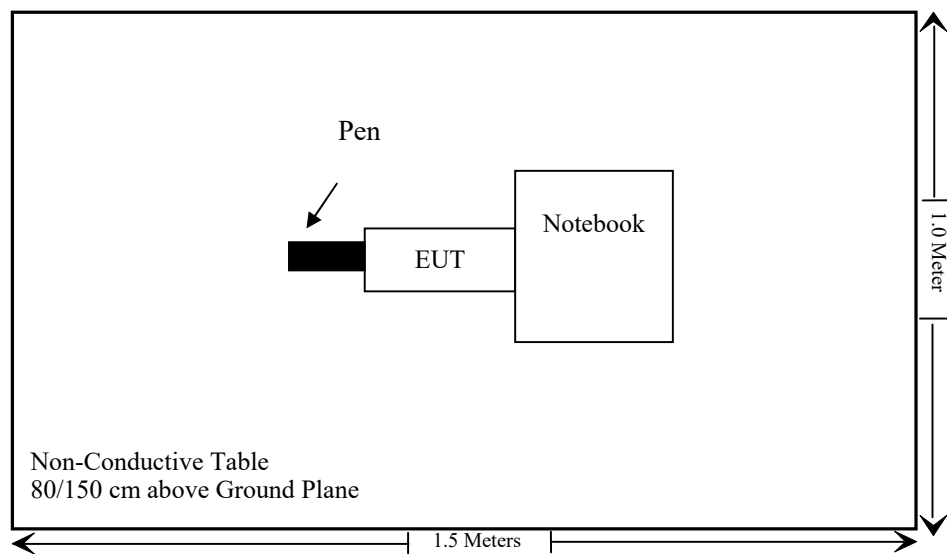 Pen
Notebook
EUT
1.0 Meter
Non-Conductive Table
80/150 cm above Ground Plane
1.5 Meters